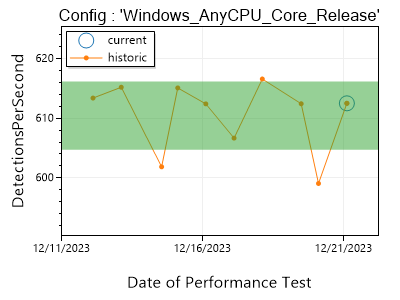 Config : 'Windows_AnyCPU_Core_Release'
current
historic
DetectionsPerSecond
620
610
600
12/11/2023
12/16/2023
12/21/2023
Date of Performance Test